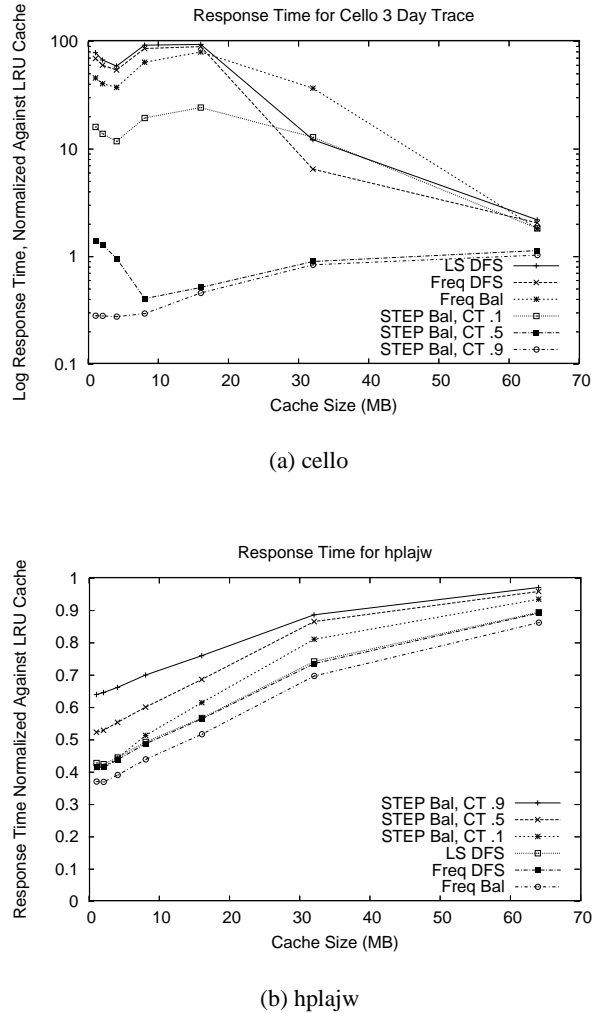 Response Time for Cello 3 Day Trace
Log Response Time, Normalized Against LRU Cache
100
10
1
0.1
LS DFS
Freq DFS
Freq Bal
STEP Bal, CT .1
STEP Bal, CT .5
STEP Bal, CT .9
0 10 20 30 40 50 60 70
Cache Size (MB)
(a) cello
Response Time for hplajw
Response Time Normalized Against LRU Cache
1
0.9
0.8
0.7
0.6
0.5
0.4
0.3
0.2
0.1
0
STEP Bal, CT .9
STEP Bal, CT .5
STEP Bal, CT .1
LS DFS
Freq DFS
Freq Bal
0 10 20 30 40 50 60 70
Cache Size (MB)
(b) hplajw